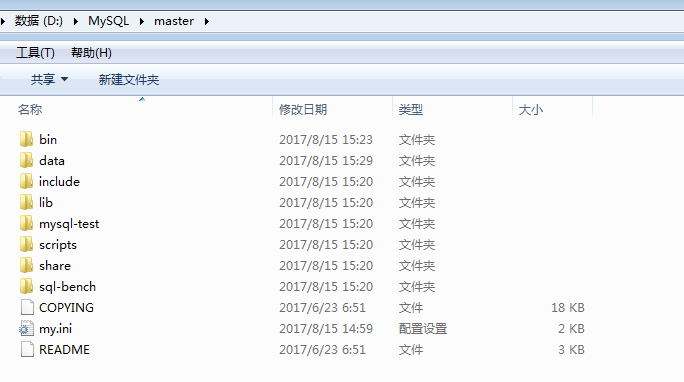 数据 (D:) MySQL master
工具(T) 帮助(H)
共享 新建文件夹
名称 修改日期 类型 大小
bin 2017/8/15 15:23 文件夹
data 2017/8/15 15:29 文件夹
include 2017/8/15 15:20 文件夹
lib 2017/8/15 15:20 文件夹
mysql-test 2017/8/15 15:20 文件夹
scripts 2017/8/15 15:20 文件夹
share 2017/8/15 15:20 文件夹
sql-bench 2017/8/15 15:20 文件夹
COPYING 2017/6/23 6:51 文件 18 KB
my.ini 2017/8/15 14:59 配置设置 2 KB
README 2017/6/23 6:51 文件 3 KB